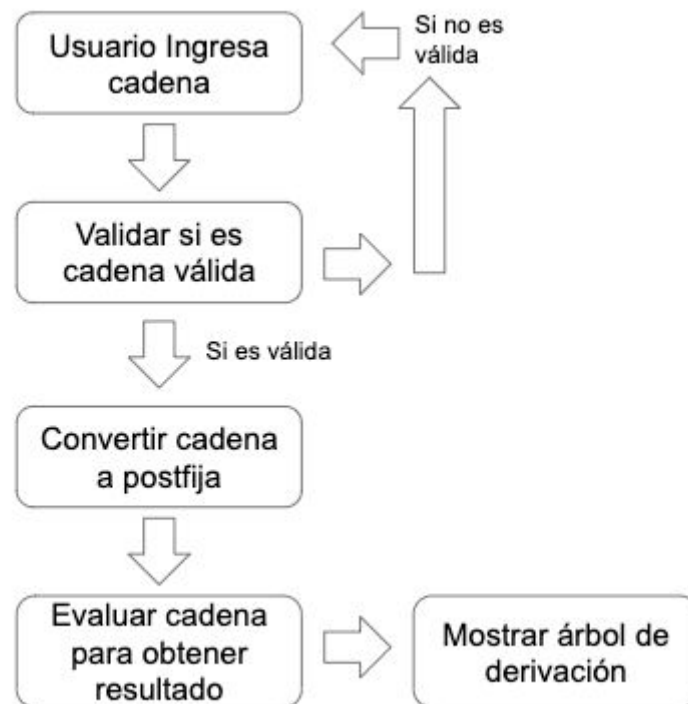 Usuario Ingresa
cadena
Si no es
válida
Validar si es
cadena válida
Si es válida
Convertir cadena
a postfija
Evaluar cadena
para obtener
resultado
Mostrar árbol de
derivación